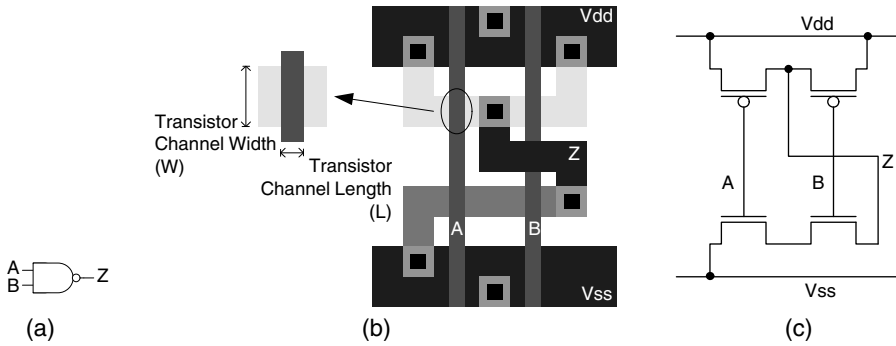 A
B
Z
(a)
Transistor
Channel Width
(W)
Transistor
Channel Length
(L)
Vdd
Z
A
B
Vss
(b)
Vdd
A
B
Z
Vss
(c)